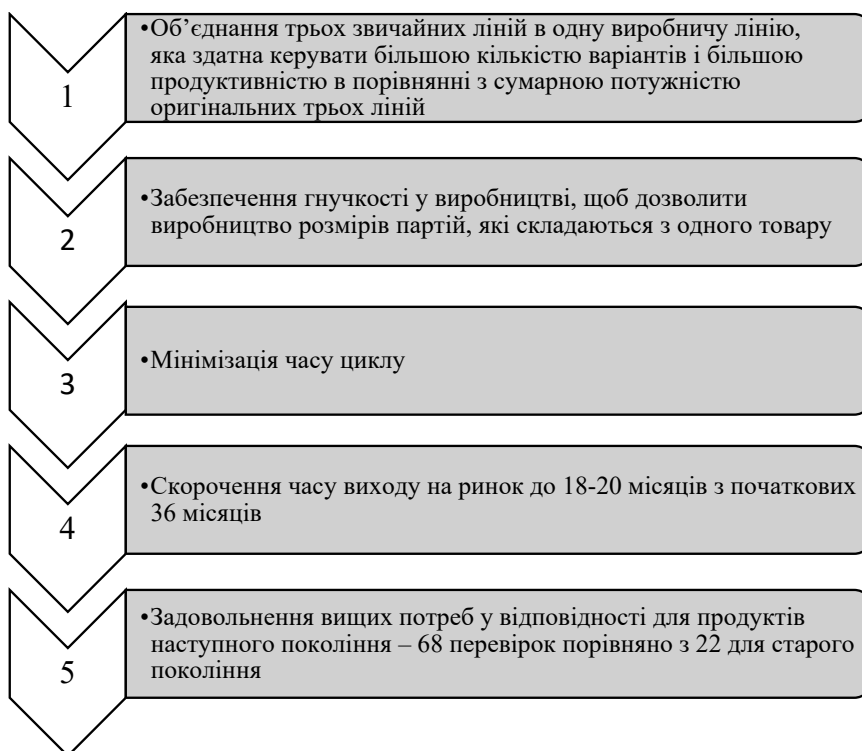 1
•Об’єднання трьох звичайних ліній в одну виробничу лінію,
яка здатна керувати більшою кількістю варіантів і більшою
продуктивністю в порівнянні з сумарною потужністю
оригінальних трьох ліній
2
•Забезпечення гнучкості у виробництві, щоб дозволити
виробництво розмірів партій, які складаються з одного товару
3
•Мінімізація часу циклу
4
•Скорочення часу виходу на ринок до 18-20 місяців з початкових
36 місяців
5
•Задовольнення вищих потреб у відповідності для продуктів
наступного покоління – 68 перевірок порівняно з 22 для старого
покоління